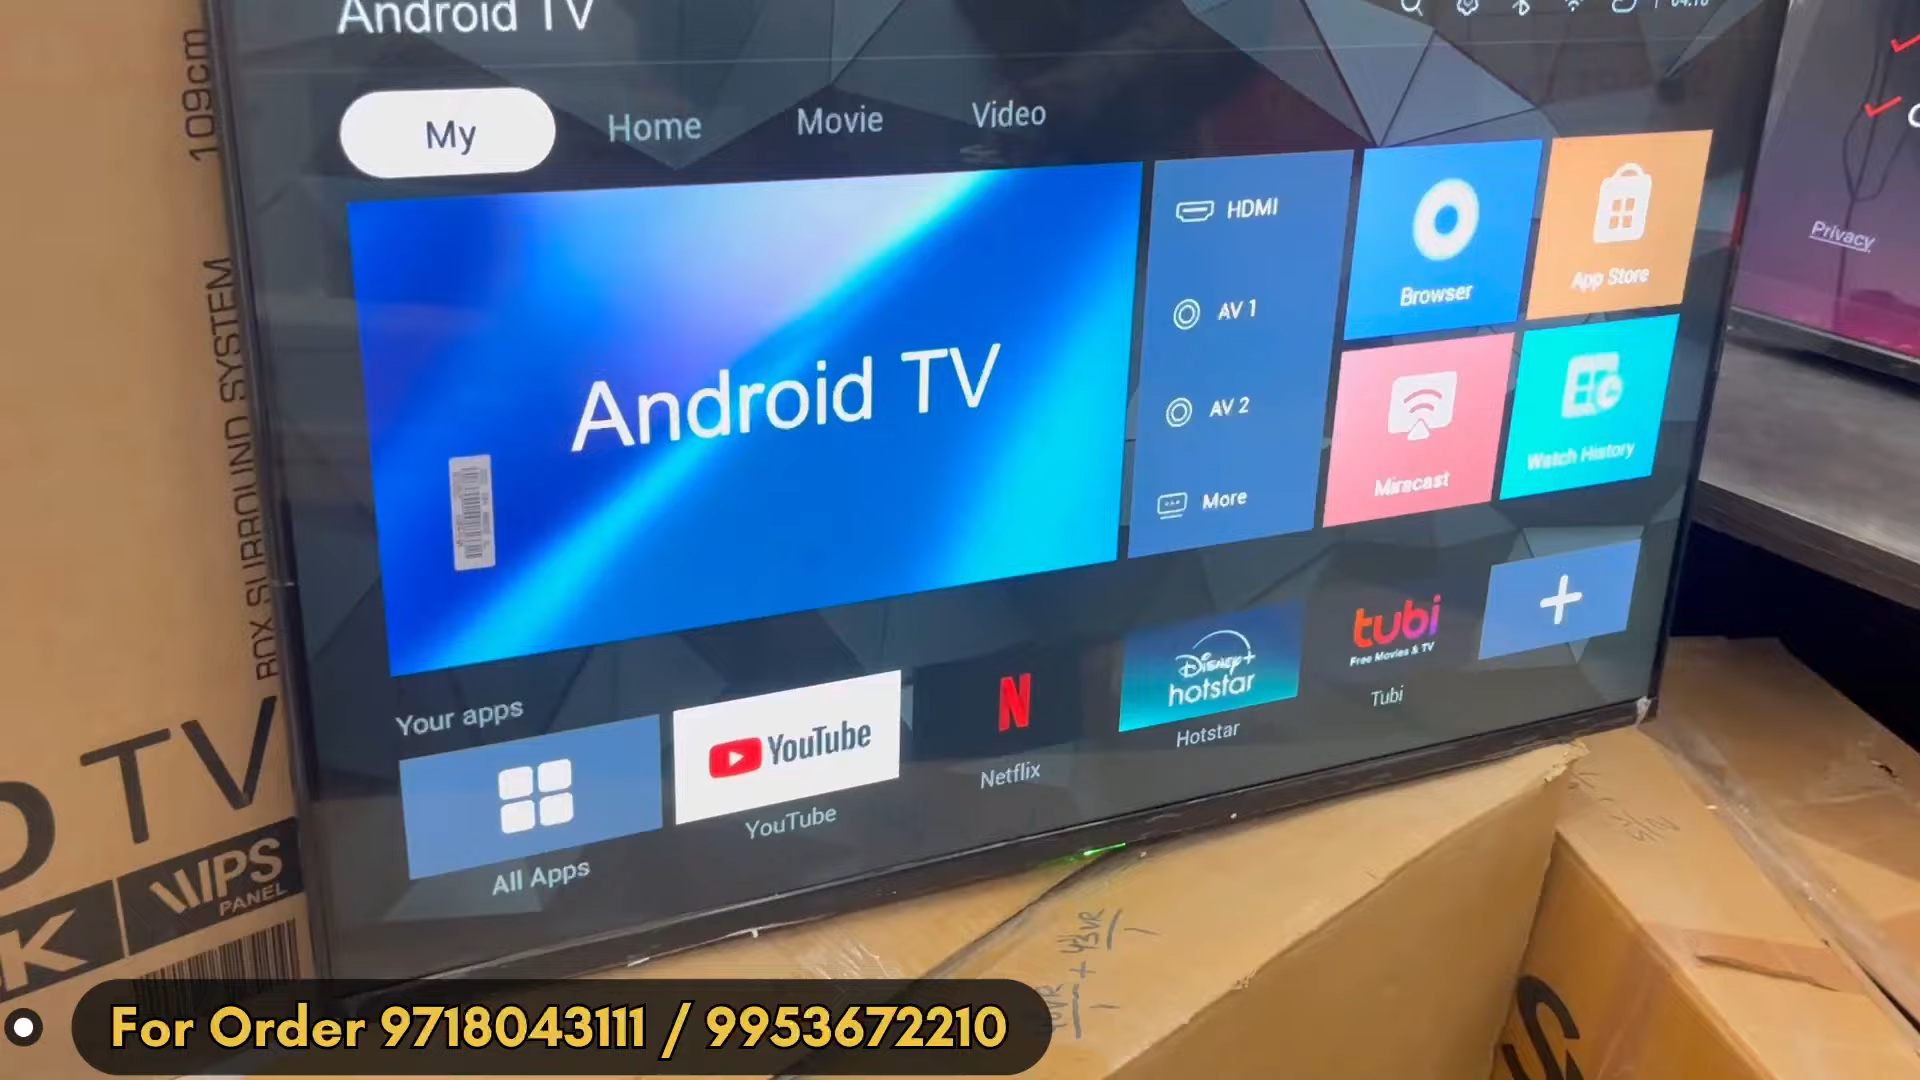 Android TV
109cm
My
Home
Movie
Video
HDMI
AV 1
AV 2
More
Browser
App Store
Miracast
Watch History
Android TV
Privacy
BOX SURROUND SYSTEM
Your apps
All Apps
YouTube
YouTube
N
Netflix
Disney+
hotstar
Hotstar
tubi
Free Movies & TV
Tubi
TV
K
IPS
PANEL
+ 43VR
For Order 9718043111 / 9953672210